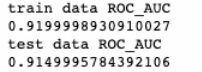 train data ROC_AUC
0.9199998930910027
test data ROC_AUC
0.9149995784392106